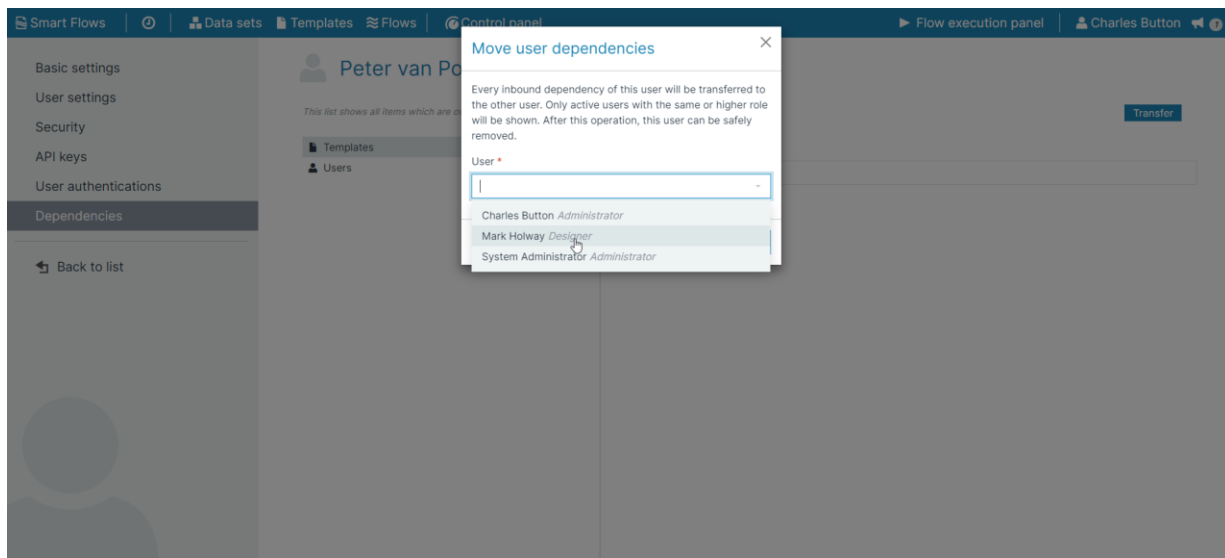 Smart Flows
Data sets
Templates
Flows
Control panel
Flow execution panel
Charles Button
Basic settings
User settings
Security
API keys
User authentications
Dependencies
Back to list
Peter van Po
This list shows all items which are
Transfer
Templates
Users
Move user dependencies
Every inbound dependency of this user will be transferred to
the other user. Only active users with the same or higher role
will be shown. After this operation, this user can be safely
removed.
User *
Charles Button Administrator
Mark Holway Designer
System Administrator Administrator